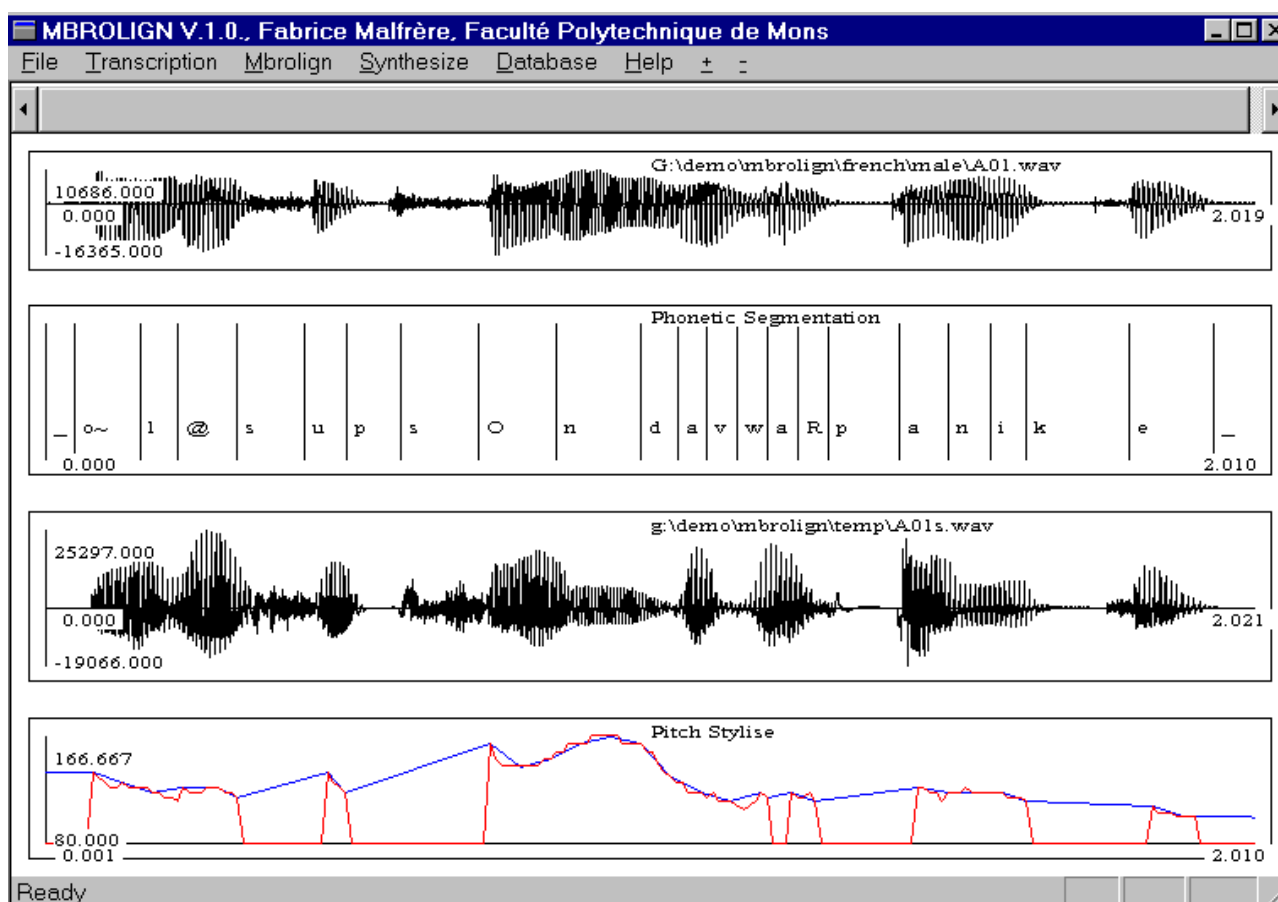 MBROLIGN V.1.0., Fabrice Malfrère, Faculté Polytechnique de Mons
File Transcription Mbrolign Synthesize Database Help + -
G:\demo\mbrolign\french\male\A01.wav
10686.000
0.000
2.019
-16365.000
Phonetic Segmentation
_ o~ l @ s u p s O n d a v w a R p a n i k e _
0.000 2.010
g:\demo\mbrolign\temp\A01s.wav
25297.000
0.000
2.021
-19066.000
Pitch Stylise
166.667
80.000
0.001 2.010
Ready